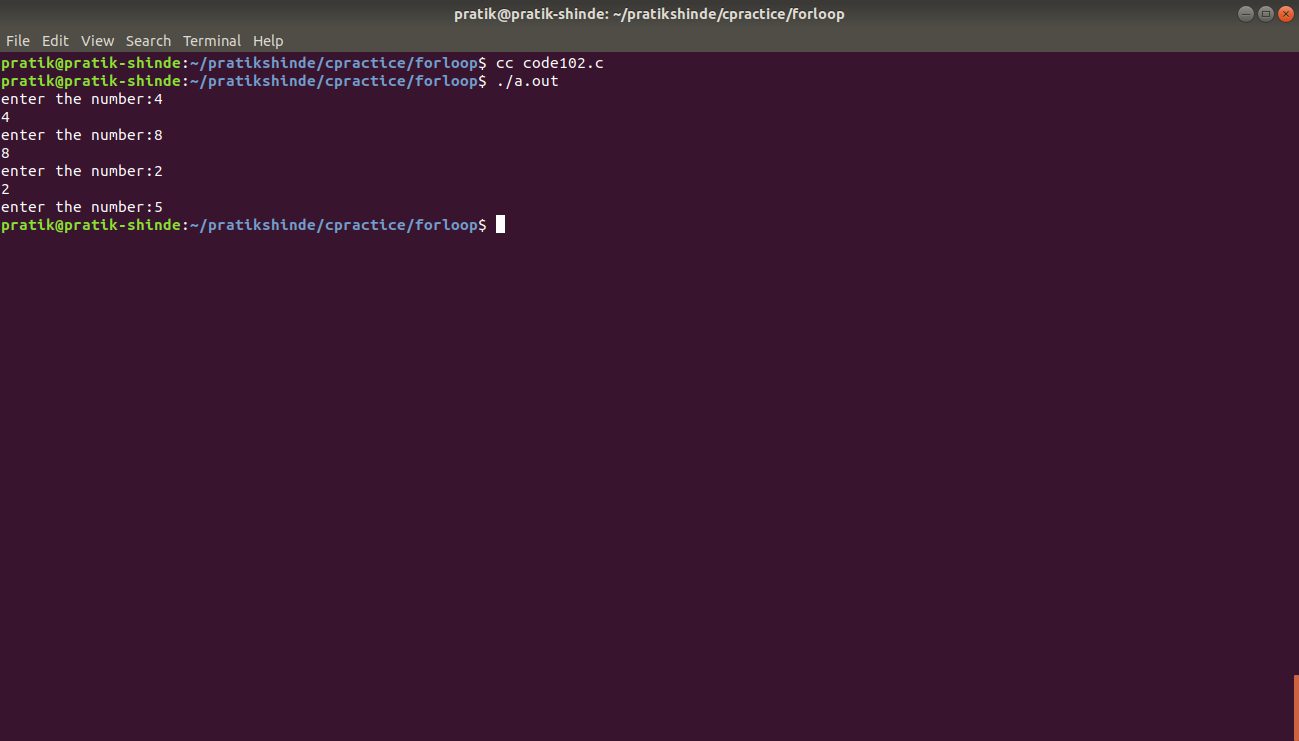 pratik@pratik-shinde: ~/pratikshinde/cpractice/forloop
File Edit View Search Terminal Help
pratik@pratik-shinde:~/pratikshinde/cpractice/forloop$ cc code102.c
pratik@pratik-shinde:~/pratikshinde/cpractice/forloop$ ./a.out
enter the number:4
4
enter the number:8
8
enter the number:2
2
enter the number:5
pratik@pratik-shinde:~/pratikshinde/cpractice/forloop$